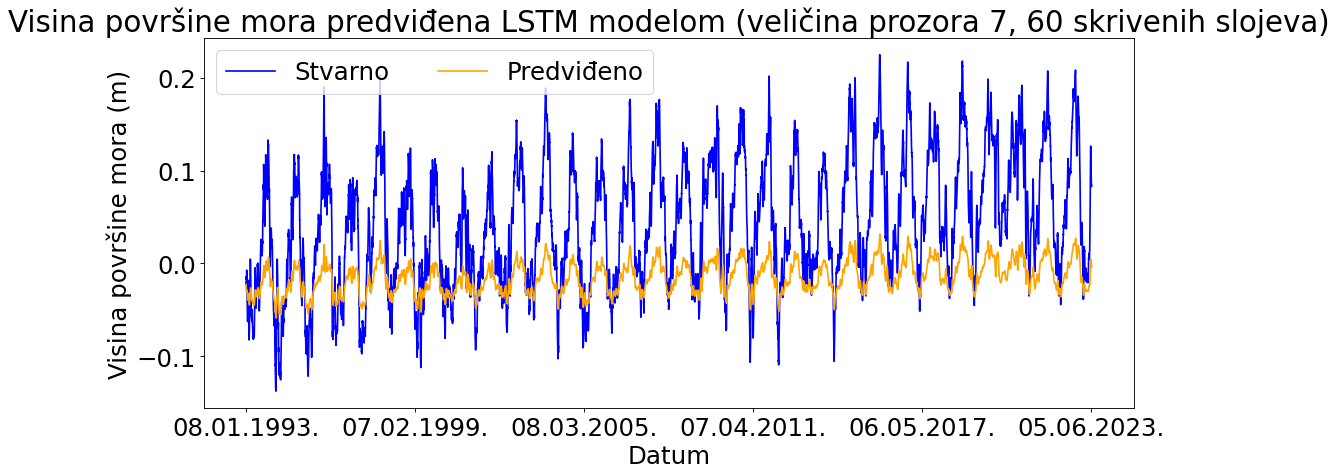 Visina površine mora predviđena LSTM modelom (veličina prozora 7, 60 skrivenih slojeva)
Stvarno
Predviđeno
Visina površine mora (m)
0.2
0.1
0.0
−0.1
08.01.1993.
07.02.1999.
08.03.2005.
07.04.2011.
06.05.2017.
05.06.2023.
Datum